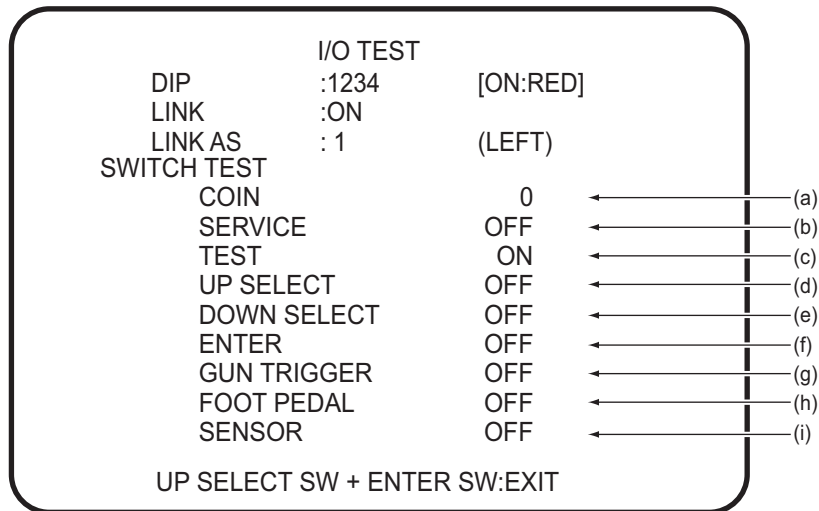 I/O TEST
DIP :1234 [ON:RED]
LINK :ON
LINK AS : 1 (LEFT)
SWITCH TEST
COIN 0 (a)
SERVICE OFF (b)
TEST ON (c)
UP SELECT OFF (d)
DOWN SELECT OFF (e)
ENTER OFF (f)
GUN TRIGGER OFF (g)
FOOT PEDAL OFF (h)
SENSOR OFF (i)
UP SELECT SW + ENTER SW:EXIT